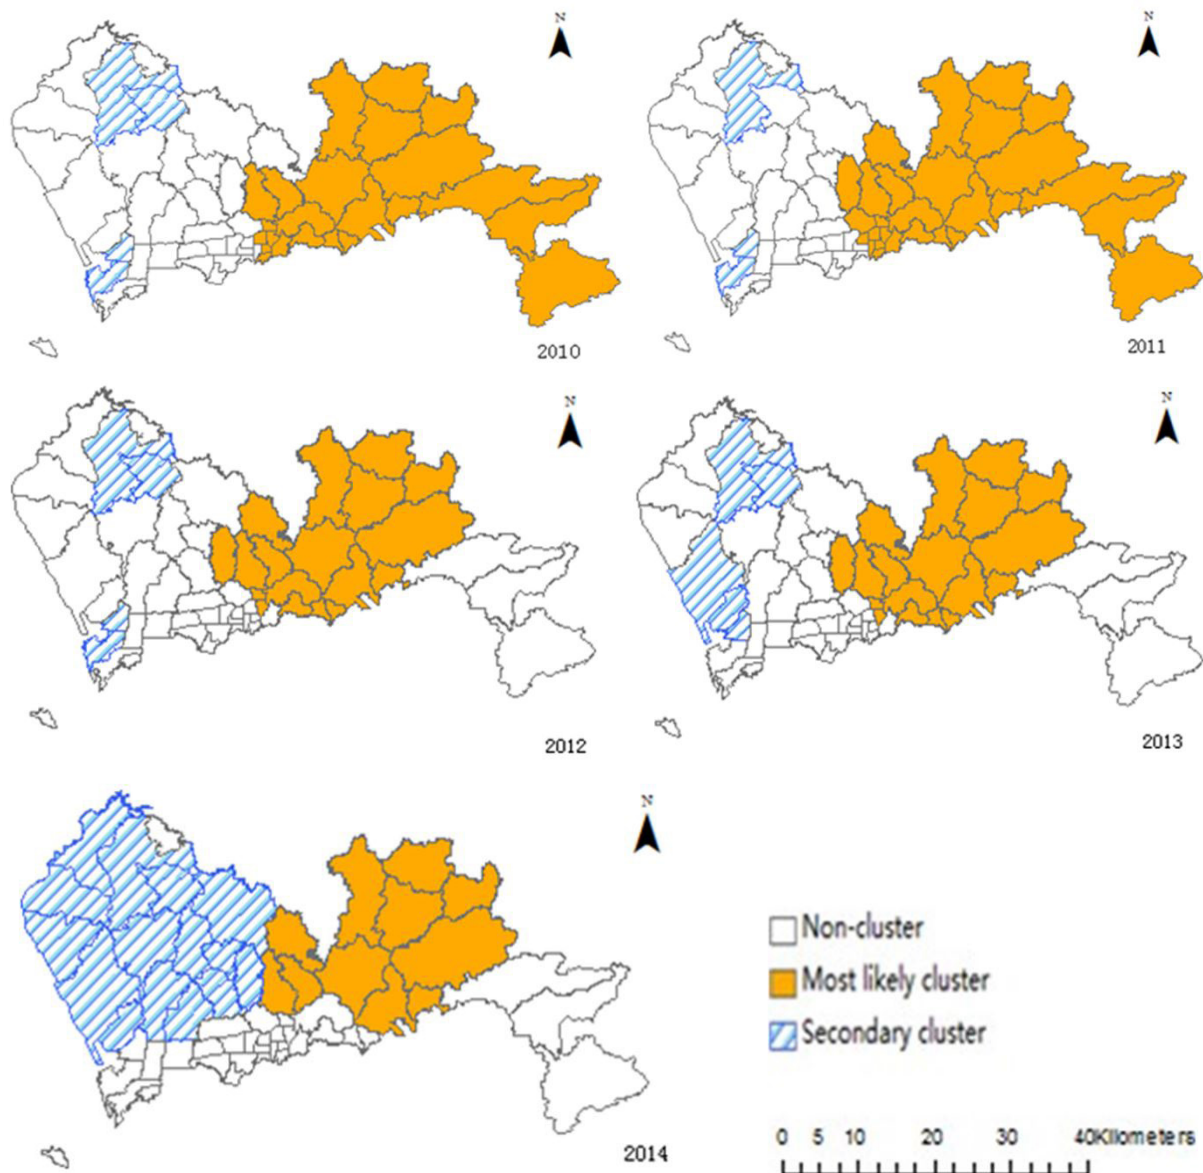 N
N
2010
2011
N
N
2012
2013
N
Non-cluster
Most likely cluster
Secondary cluster
2014
0 5 10 20 30 40Kilometers